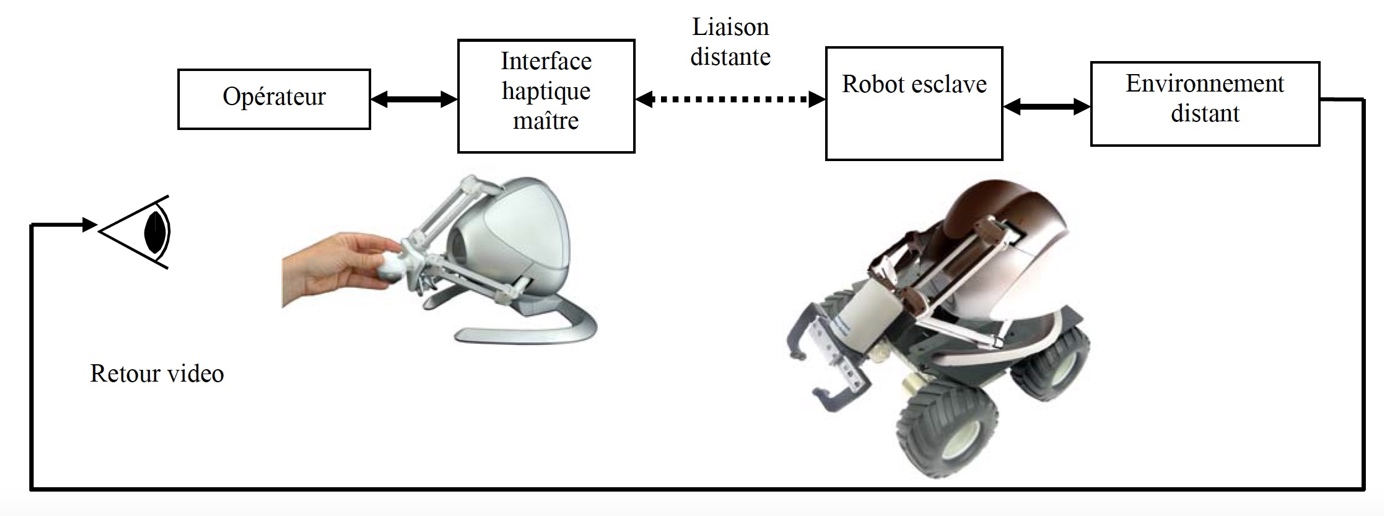 Liaison
distante
Opérateur
Interface
haptique
maître
Robot esclave
Environnement
distant
Retour video